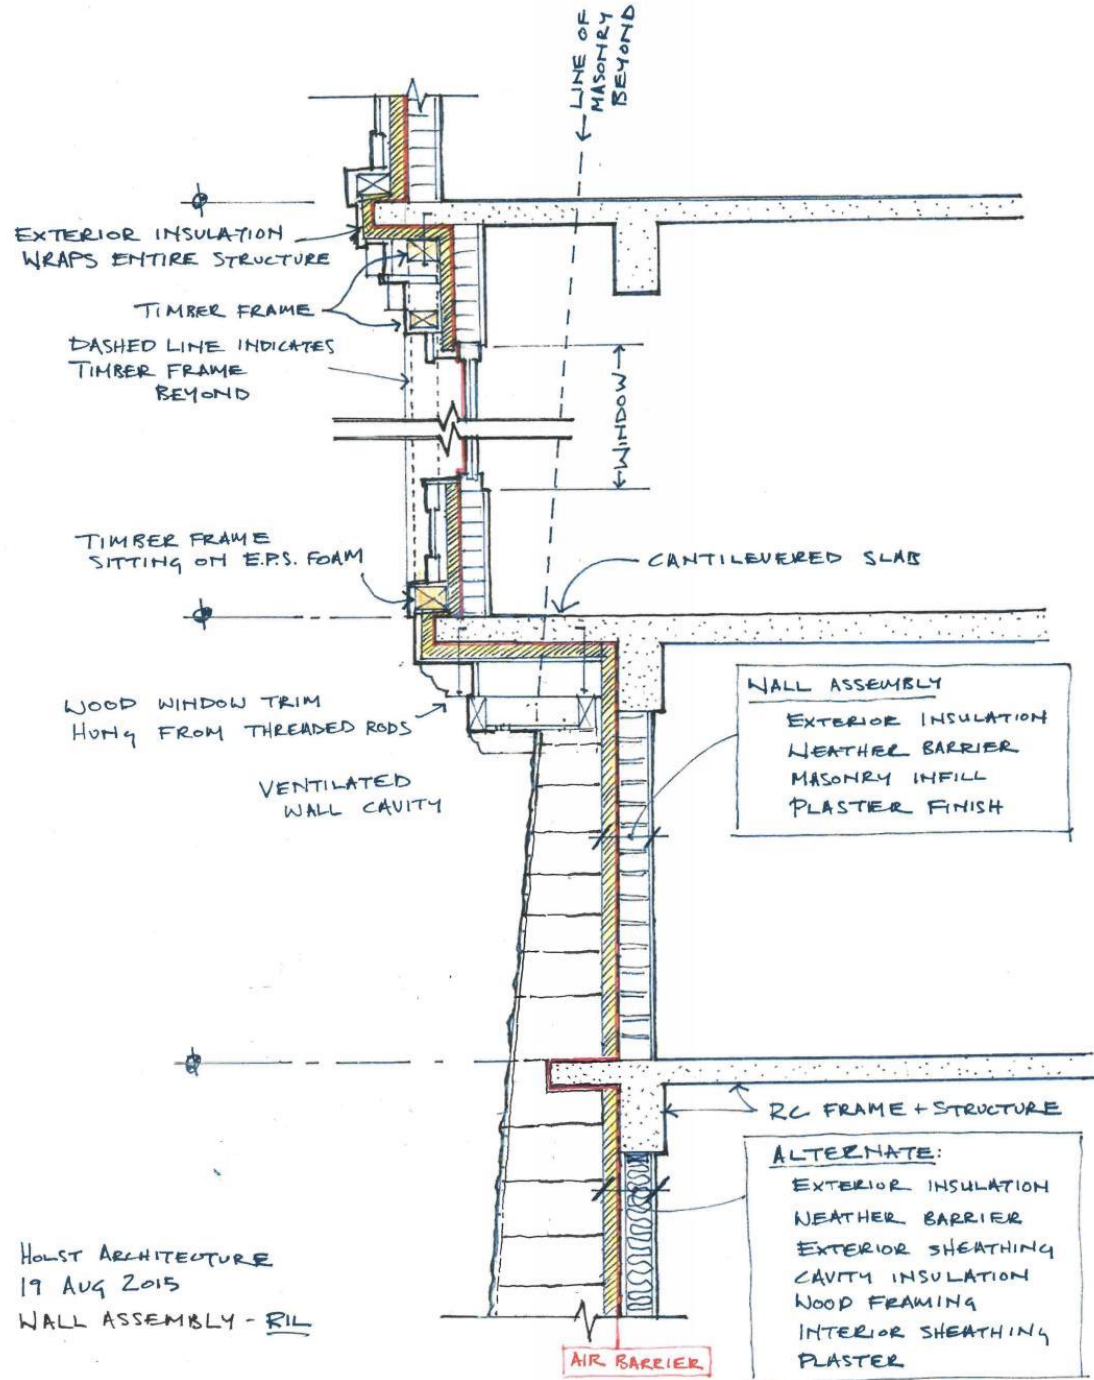 LINE OF
MASONRY
BEYOND
EXTERIOR INSULATION
WRAPS ENTIRE STRUCTURE
TIMBER FRAME
DASHED LINE INDICATES
TIMBER FRAME
BEYOND
WINDOW
TIMBER FRAME
SITTING ON E.P.S. FOAM
CANTILEVERED SLAB
WOOD WINDOW TRIM
HUNG FROM THREADED RODS
VENTILATED
WALL CAVITY
WALL ASSEMBLY
EXTERIOR INSULATION
WEATHER BARRIER
MASONRY INFILL
PLASTER FINISH
RC FRAME + STRUCTURE
ALTERNATE:
EXTERIOR INSULATION
WEATHER BARRIER
EXTERIOR SHEATHING
CAVITY INSULATION
WOOD FRAMING
INTERIOR SHEATHING
PLASTER
HOLST ARCHITECTURE
19 AUG 2015
WALL ASSEMBLY - RIL
AIR BARRIER